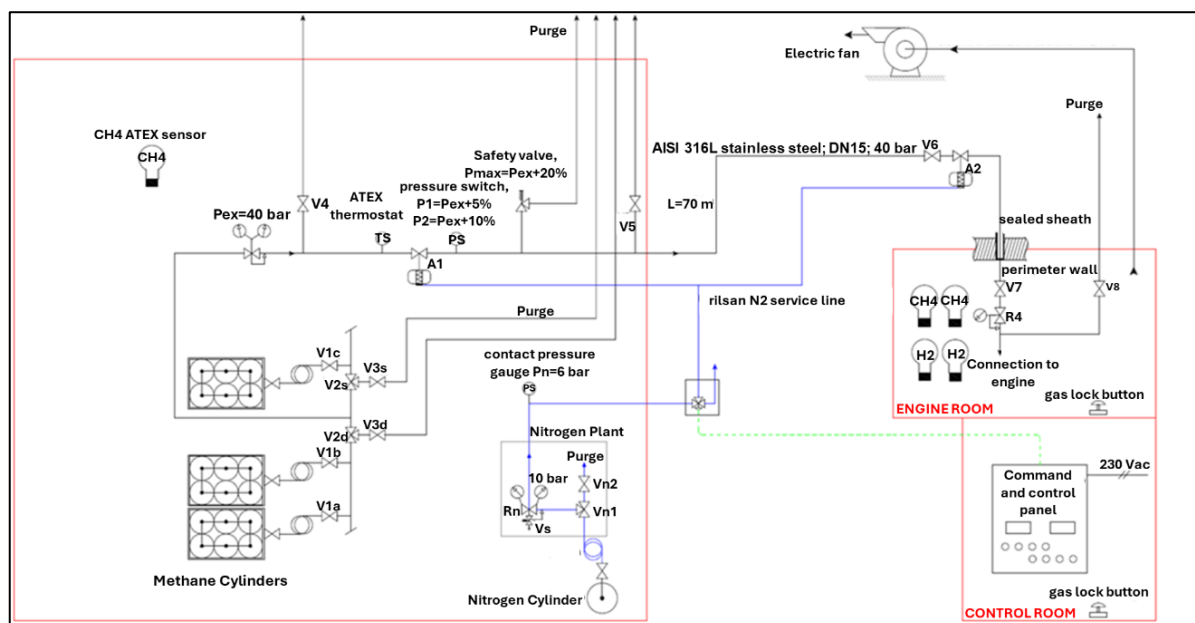 Purge
Electric fan
Purge
CH4 ATEX sensor
CH4
AISI 316L stainless steel; DN15; 40 bar
V6
A2
Safety valve,
Pmax=Pex+20%
V4
ATEX
thermostat
pressure switch,
P1=Pex+5%
P2=Pex+10%
Pex=40 bar
TS
PS
V5
L=70 m
sealed sheath
A1
perimeter wall
V7
V8
rilsan N2 service line
CH4
CH4
R4
Purge
H2
H2
Connection to
engine
gas lock button
ENGINE ROOM
V1c
V3s
V2s
contact pressure
gauge Pn=6 bar
PS
V3d
V2d
V1b
Nitrogen Plant
Purge
10 bar
Vn2
Rn
Vn1
Vs
V1a
230 Vac
Command
and control
panel
Methane Cylinders
Nitrogen Cylinder
gas lock button
CONTROL ROOM